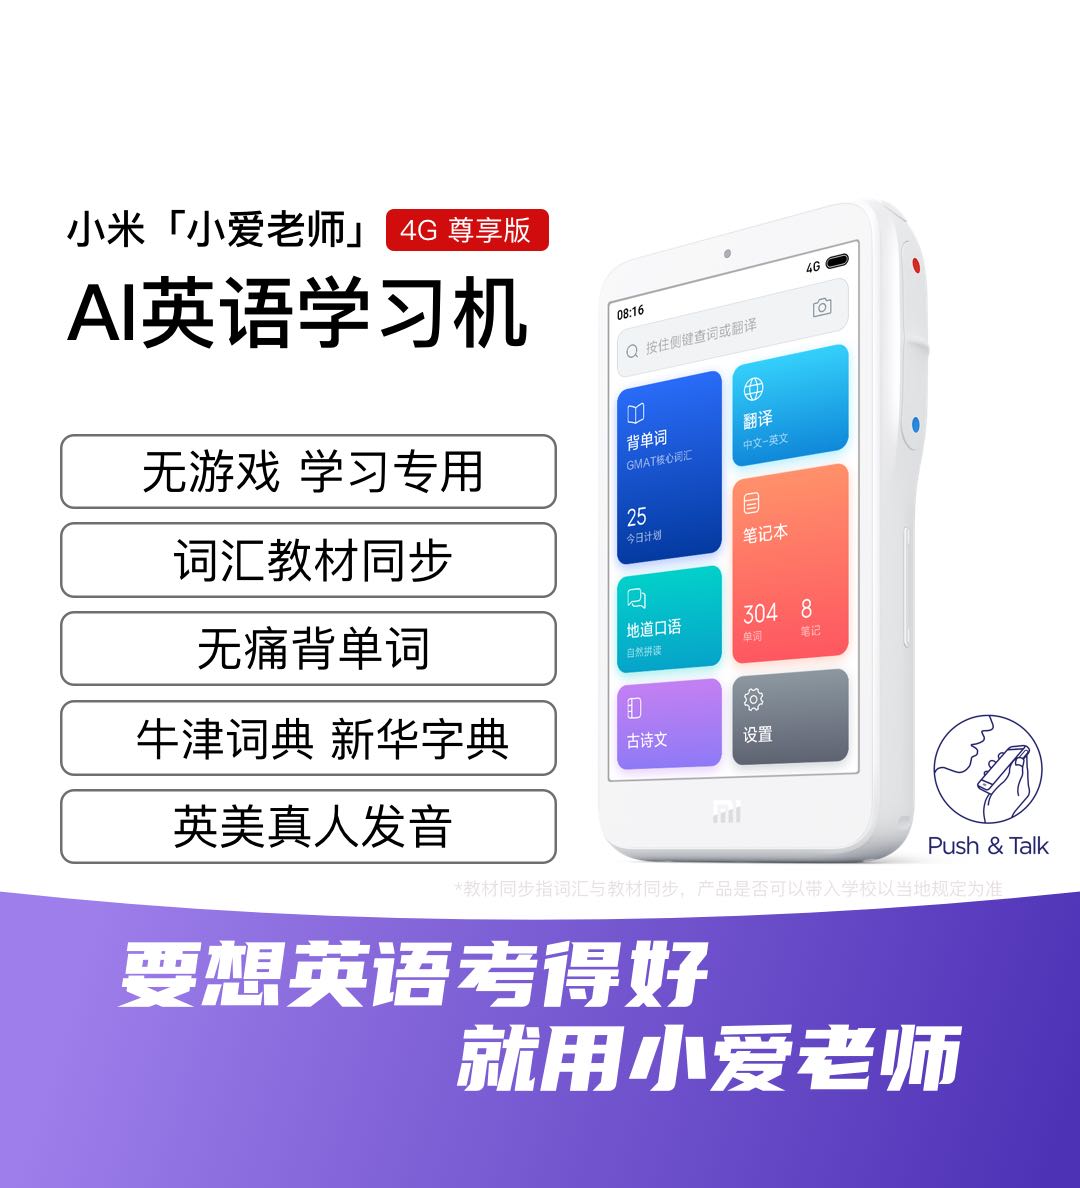 小米「小爱老师」 4G 尊享版
AI英语学习机
无游戏 学习专用
词汇教材同步
无痛背单词
牛津词典 新华字典
英美真人发音
08:16
4G
按住侧键查词或翻译
背单词
GMAT核心词汇
25
今日计划
翻译
中文-英文
笔记本
304 8
单词 笔记
地道口语
自然拼读
古诗文
设置
Push & Talk
*教材同步指词汇与教材同步，产品是否可以带入学校以当地规定为准
要想英语考得好
就用小爱老师